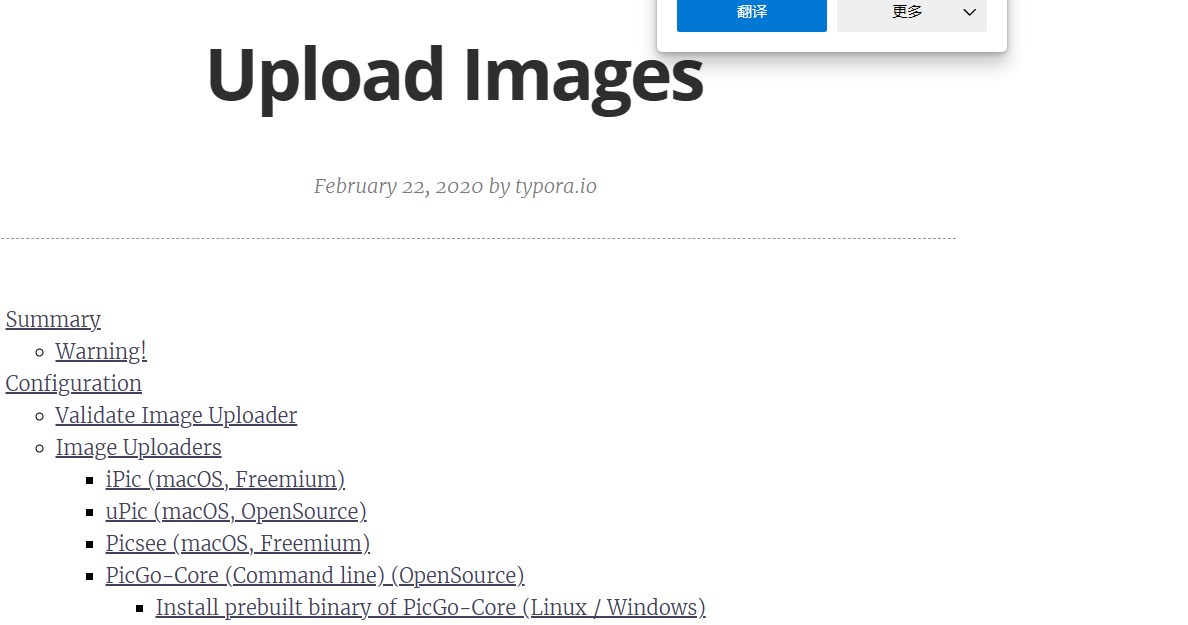 翻译 更多
Upload Images
February 22, 2020 by typora.io
Summary
Warning!
Configuration
Validate Image Uploader
Image Uploaders
iPic (macOS, Freemium)
uPic (macOS, OpenSource)
Picsee (macOS, Freemium)
PicGo-Core (Command line) (OpenSource)
Install prebuilt binary of PicGo-Core (Linux / Windows)